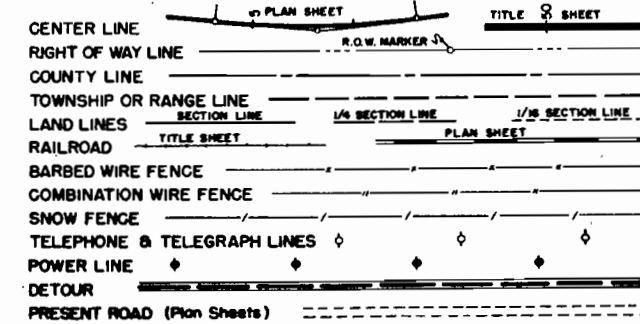 CENTER LINE PLAN SHEET TITLE SHEET
RIGHT OF WAY LINE R.O.W. MARKER
COUNTY LINE
TOWNSHIP OR RANGE LINE
LAND LINES SECTION LINE 1/4 SECTION LINE 1/16 SECTION LINE
RAILROAD TITLE SHEET PLAN SHEET
BARBED WIRE FENCE
COMBINATION WIRE FENCE
SNOW FENCE
TELEPHONE & TELEGRAPH LINES
POWER LINE
DETOUR
PRESENT ROAD (Plan Sheets)